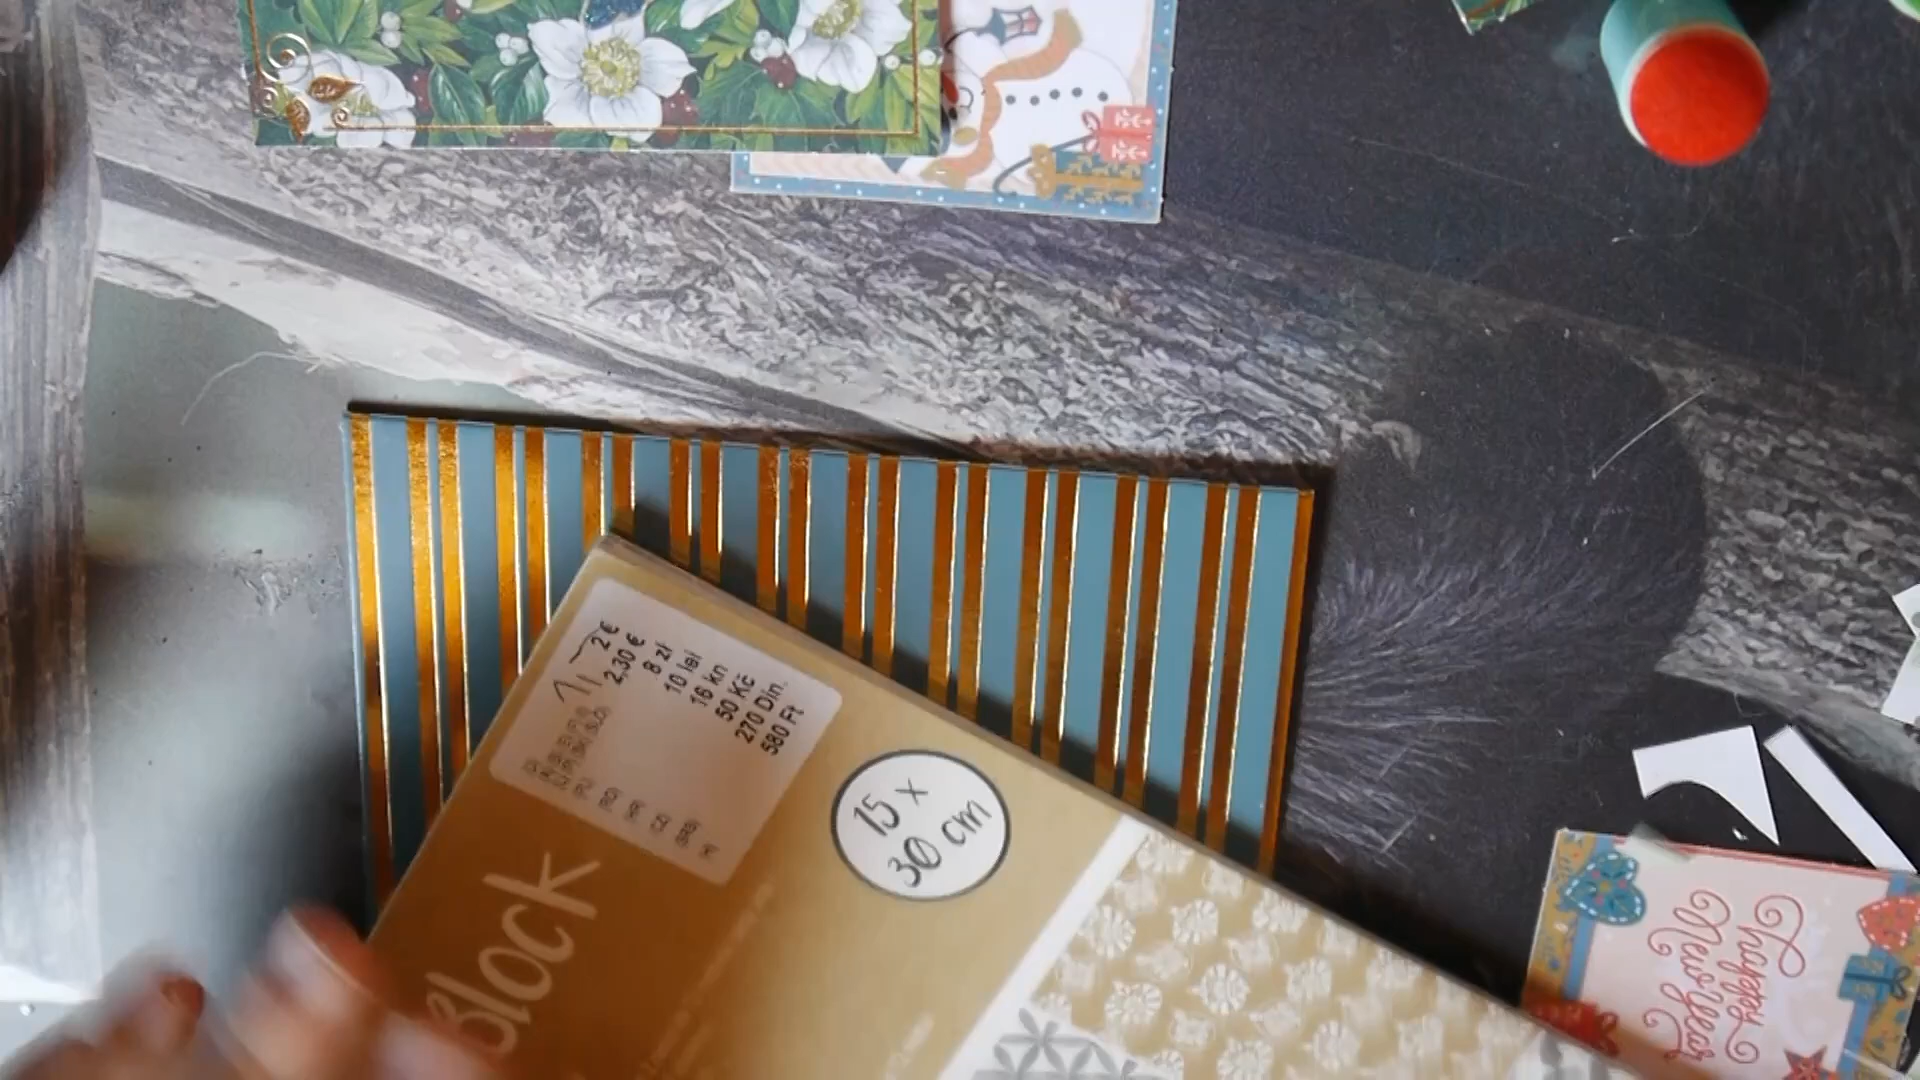 2€
2,30 €
8 zł
10 lei
16 kn
50 Kč
270 Din.
580 Ft
15 x
30 cm
Block
Happy
New Year